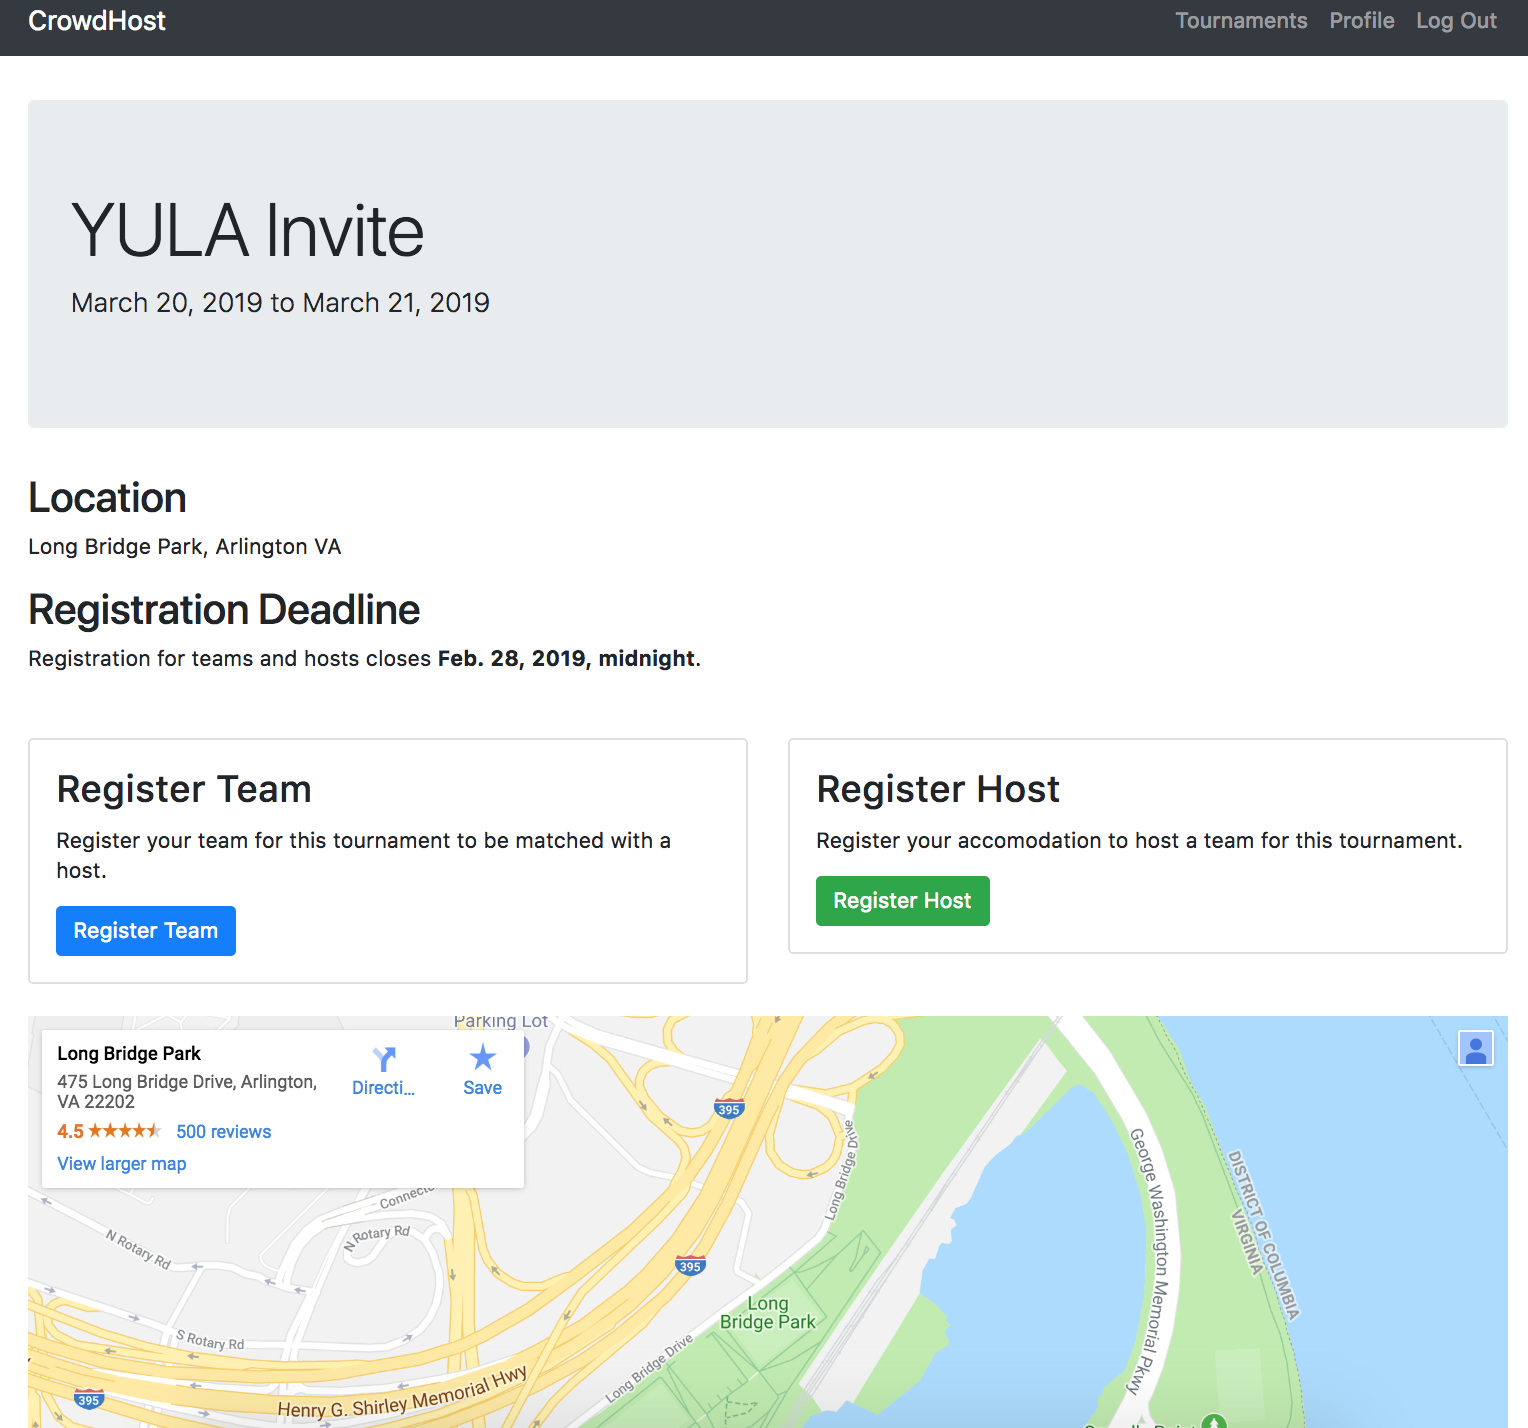 CrowdHost
Tournaments Profile Log Out
YULA Invite
March 20, 2019 to March 21, 2019
Location
Long Bridge Park, Arlington VA
Registration Deadline
Registration for teams and hosts closes Feb. 28, 2019, midnight.
Register Team
Register your team for this tournament to be matched with a
host.
Register Team
Register Host
Register your accomodation to host a team for this tournament.
Register Host
Parking Lot
Long Bridge Park
475 Long Bridge Drive, Arlington,
VA 22202
4.5
500 reviews
View larger map
Directi...
Save
395
Long Bridge Drive
George Washington Memorial Pkwy
DISTRICT OF COLUMBIA
VIRGINIA
N Rotary Rd
N Rotary Rd
395
Long
Bridge Park
S Rotary Rd
Long Bridge Drive
395
Henry G. Shirley Memorial Hwy